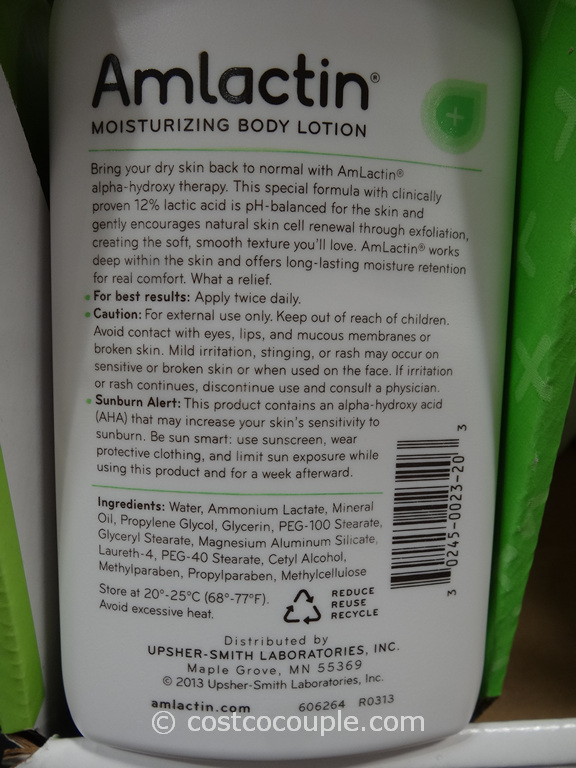 Amlactin®
MOISTURIZING BODY LOTION
Bring your dry skin back to normal with AmLactin®
alpha-hydroxy therapy. This special formula with clinically
proven 12% lactic acid is pH-balanced for the skin and
gently encourages natural skin cell renewal through exfoliation,
creating the soft, smooth texture you'll love. AmLactin® works
deep within the skin and offers long-lasting moisture retention
for real comfort. What a relief.
• For best results: Apply twice daily.
• Caution: For external use only. Keep out of reach of children.
Avoid contact with eyes, lips, and mucous membranes or
broken skin. Mild irritation, stinging, or rash may occur on
sensitive or broken skin or when used on the face. If irritation
or rash continues, discontinue use and consult a physician.
• Sunburn Alert: This product contains an alpha-hydroxy acid
(AHA) that may increase your skin's sensitivity to
sunburn. Be sun smart: use sunscreen, wear
protective clothing, and limit sun exposure while
using this product and for a week afterward.
3 0245-0023-20 3
Ingredients: Water, Ammonium Lactate, Mineral
Oil, Propylene Glycol, Glycerin, PEG-100 Stearate,
Glyceryl Stearate, Magnesium Aluminum Silicate,
Laureth-4, PEG-40 Stearate, Cetyl Alcohol,
Methylparaben, Propylparaben, Methylcellulose
Store at 20°-25°C (68°-77°F).
Avoid excessive heat.
REDUCE
REUSE
RECYCLE
Distributed by
UPSHER-SMITH LABORATORIES, INC.
Maple Grove, MN 55369
© 2013 Upsher-Smith Laboratories, Inc.
amlactin.com 606264 R0313
© costcocouple.com